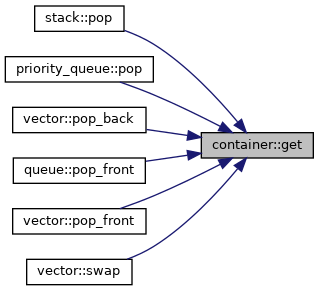 stack::pop
priority_queue::pop
vector::pop_back
container::get
queue::pop_front
vector::pop_front
vector::swap